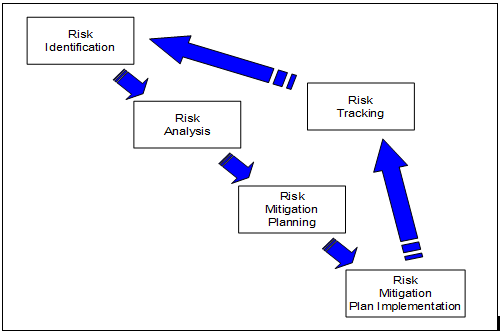 Risk
Identification
Risk
Analysis
Risk
Mitigation
Planning
Risk
Mitigation
Plan Implementation
Risk
Tracking